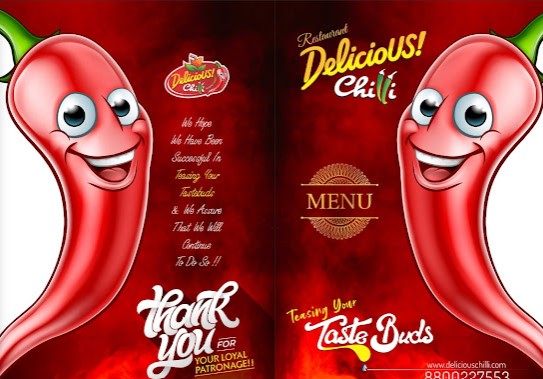 DelicioUS!
Chilli
We Hope
We Have Been
Successful In
Teasing Your
Tastebuds
& We Assure
That We Will
Continue
To Do So !!
Thank
you
FOR
YOUR LOYAL
PATRONAGE!!
Restaurant
DelicioUS!
Chilli
MENU
Teasing Your
Taste Buds
www.deliciouschilli.com
8800227553